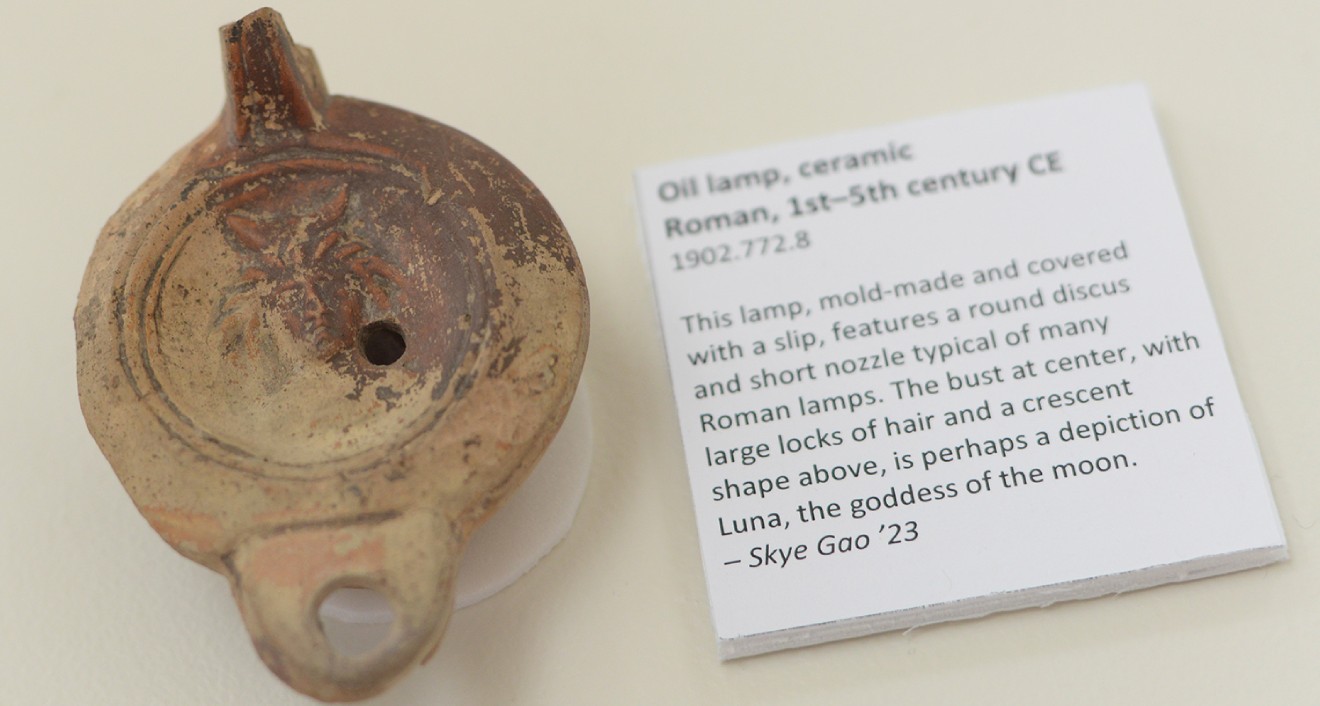 Oil lamp, ceramic
Roman, 1st–5th century CE
1902.772.8
This lamp, mold-made and covered
with a slip, features a round discus
and short nozzle typical of many
Roman lamps. The bust at center, with
large locks of hair and a crescent
shape above, is perhaps a depiction of
Luna, the goddess of the moon.
– Skye Gao ’23